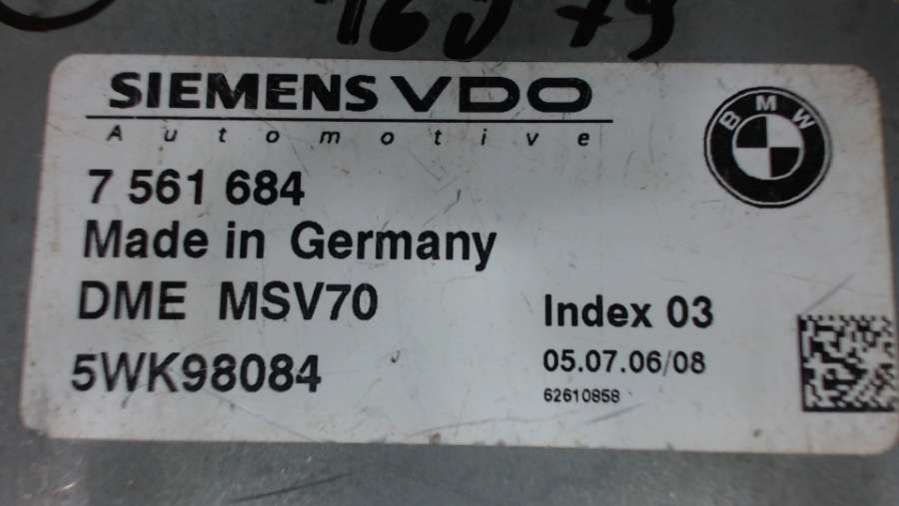 SIEMENS VDO
Automotive
BMW
7 561 684
Made in Germany
DME MSV70
Index 03
5WK98084
05.07.06/08
62610858